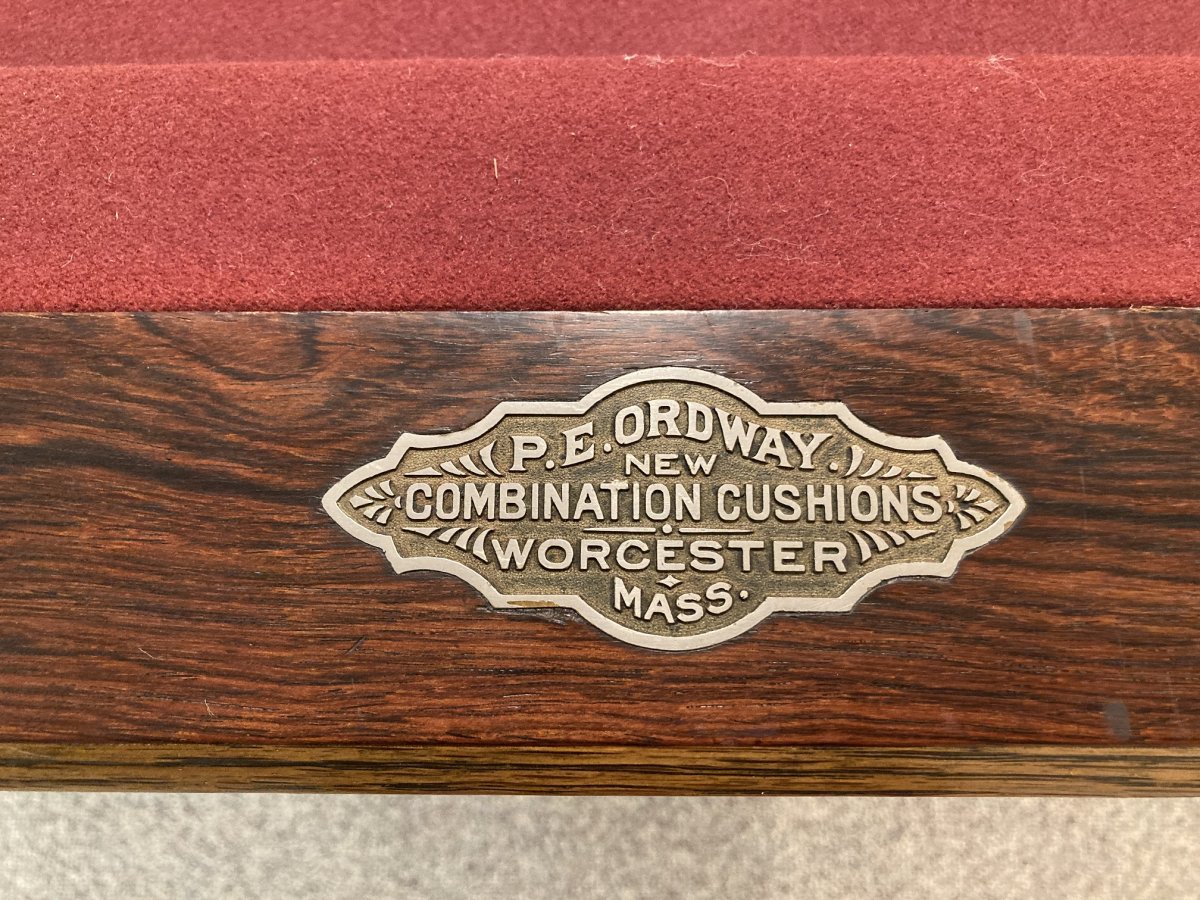 P.E. ORDWAY.
NEW
COMBINATION CUSHIONS
WORCESTER
MASS.